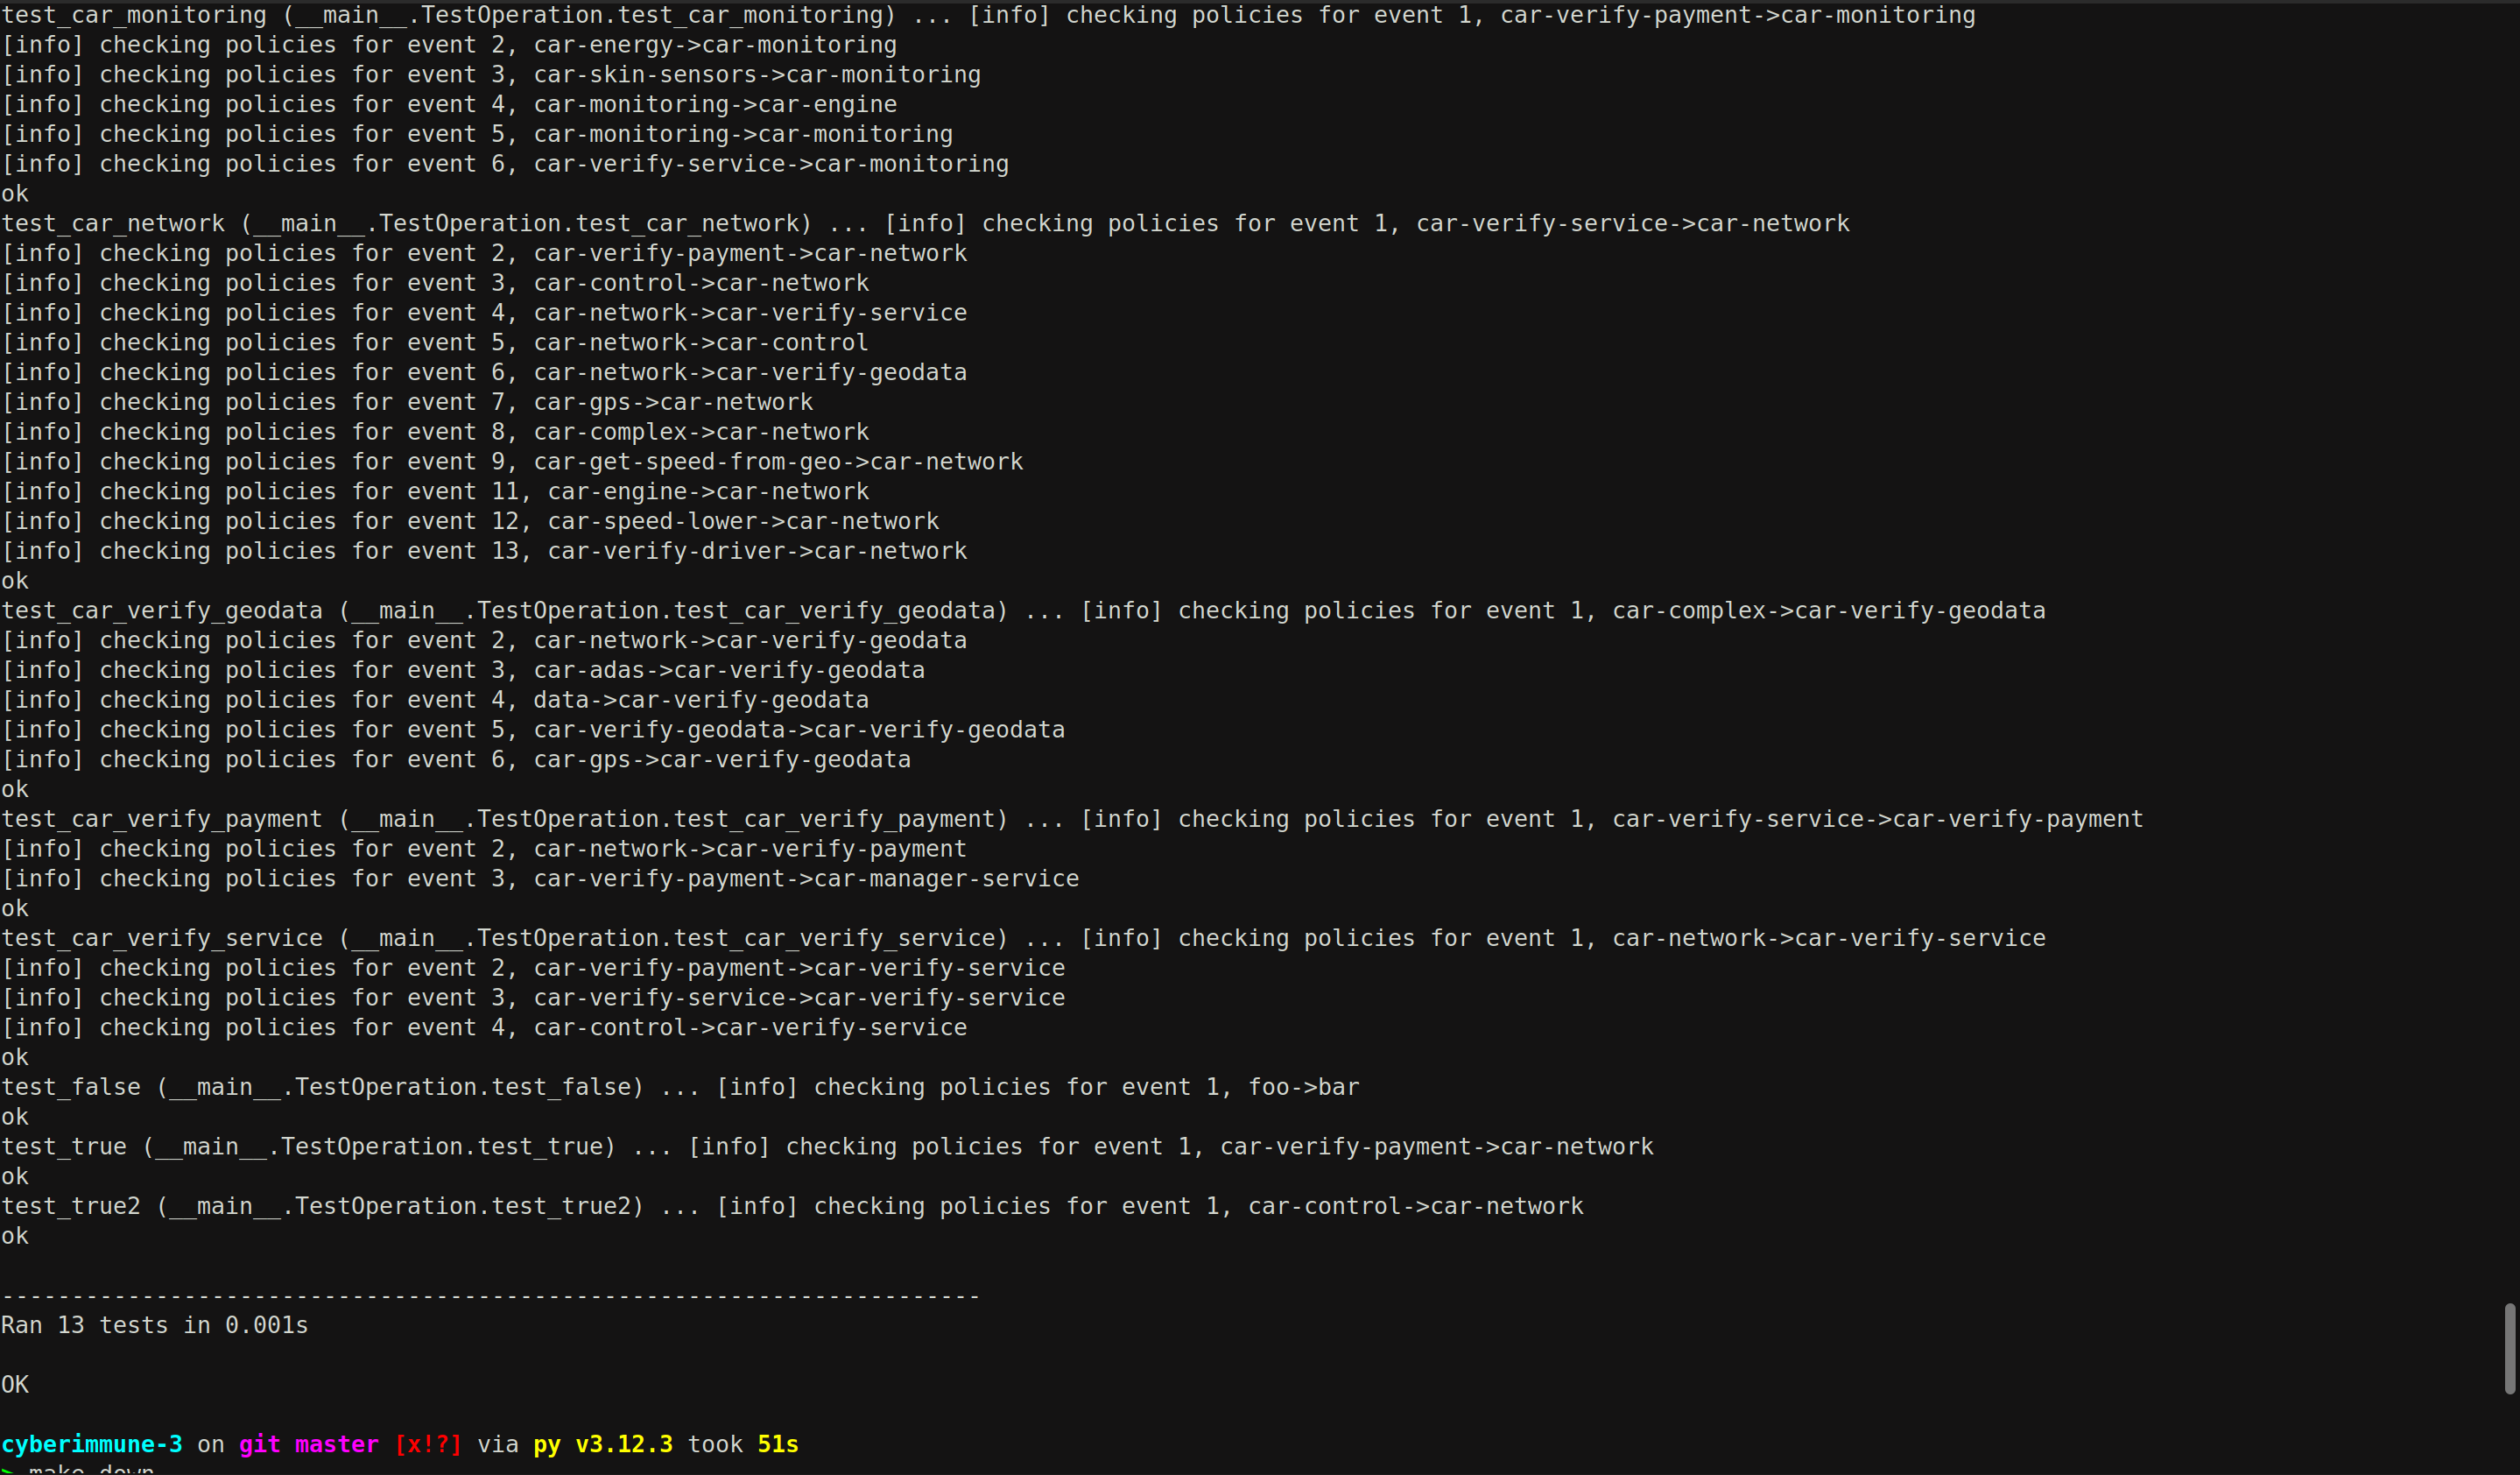 test_car_monitoring (__main__.TestOperation.test_car_monitoring) ... [info] checking policies for event 1, car-verify-payment->car-monitoring
[info] checking policies for event 2, car-energy->car-monitoring
[info] checking policies for event 3, car-skin-sensors->car-monitoring
[info] checking policies for event 4, car-monitoring->car-engine
[info] checking policies for event 5, car-monitoring->car-monitoring
[info] checking policies for event 6, car-verify-service->car-monitoring
ok
test_car_network (__main__.TestOperation.test_car_network) ... [info] checking policies for event 1, car-verify-service->car-network
[info] checking policies for event 2, car-verify-payment->car-network
[info] checking policies for event 3, car-control->car-network
[info] checking policies for event 4, car-network->car-verify-service
[info] checking policies for event 5, car-network->car-control
[info] checking policies for event 6, car-network->car-verify-geodata
[info] checking policies for event 7, car-gps->car-network
[info] checking policies for event 8, car-complex->car-network
[info] checking policies for event 9, car-get-speed-from-geo->car-network
[info] checking policies for event 11, car-engine->car-network
[info] checking policies for event 12, car-speed-lower->car-network
[info] checking policies for event 13, car-verify-driver->car-network
ok
test_car_verify_geodata (__main__.TestOperation.test_car_verify_geodata) ... [info] checking policies for event 1, car-complex->car-verify-geodata
[info] checking policies for event 2, car-network->car-verify-geodata
[info] checking policies for event 3, car-adas->car-verify-geodata
[info] checking policies for event 4, data->car-verify-geodata
[info] checking policies for event 5, car-verify-geodata->car-verify-geodata
[info] checking policies for event 6, car-gps->car-verify-geodata
ok
test_car_verify_payment (__main__.TestOperation.test_car_verify_payment) ... [info] checking policies for event 1, car-verify-service->car-verify-payment
[info] checking policies for event 2, car-network->car-verify-payment
[info] checking policies for event 3, car-verify-payment->car-manager-service
ok
test_car_verify_service (__main__.TestOperation.test_car_verify_service) ... [info] checking policies for event 1, car-network->car-verify-service
[info] checking policies for event 2, car-verify-payment->car-verify-service
[info] checking policies for event 3, car-verify-service->car-verify-service
[info] checking policies for event 4, car-control->car-verify-service
ok
test_false (__main__.TestOperation.test_false) ... [info] checking policies for event 1, foo->bar
ok
test_true (__main__.TestOperation.test_true) ... [info] checking policies for event 1, car-verify-payment->car-network
ok
test_true2 (__main__.TestOperation.test_true2) ... [info] checking policies for event 1, car-control->car-network
ok
----------------------------------------------------------------------
Ran 13 tests in 0.001s
OK
cyberimmune-3 on git master [x!?] via py v3.12.3 took 51s
> make down